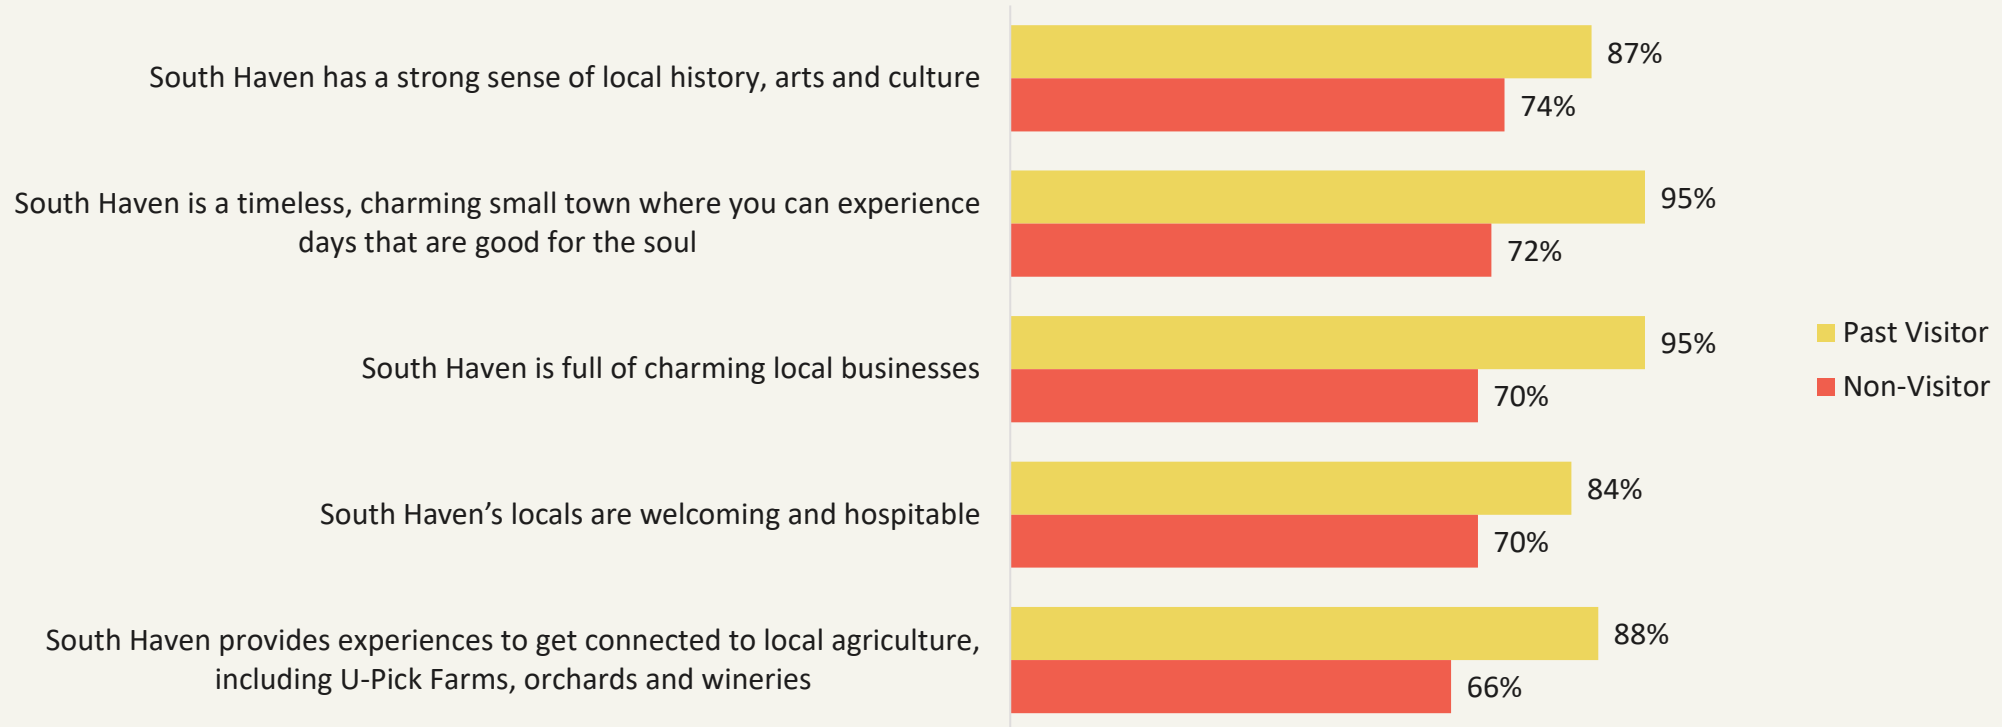 South Haven has a strong sense of local history, arts and culture
87%
74%
South Haven is a timeless, charming small town where you can experience
days that are good for the soul
95%
72%
South Haven is full of charming local businesses
95%
70%
South Haven’s locals are welcoming and hospitable
84%
70%
South Haven provides experiences to get connected to local agriculture,
including U-Pick Farms, orchards and wineries
88%
66%
Past Visitor
Non-Visitor